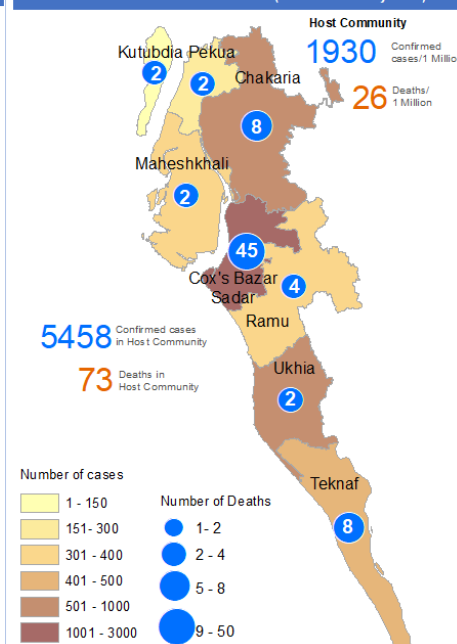 Host Community
1930 Confirmed cases/1 Millio
26 Deaths/ 1 Million
Kutubdia
2
Pekua
2
Chakaria
8
Maheshkhali
2
45
Cox's Bazar
Sadar
4
Ramu
5458 Confirmed cases in Host Community
73 Deaths in Host Community
Ukhia
2
Teknaf
8
Number of cases
1 - 150
151- 300
301 - 400
401 - 500
501 - 1000
1001 - 3000
Number of Deaths
1- 2
2 - 4
5 - 8
9 - 50